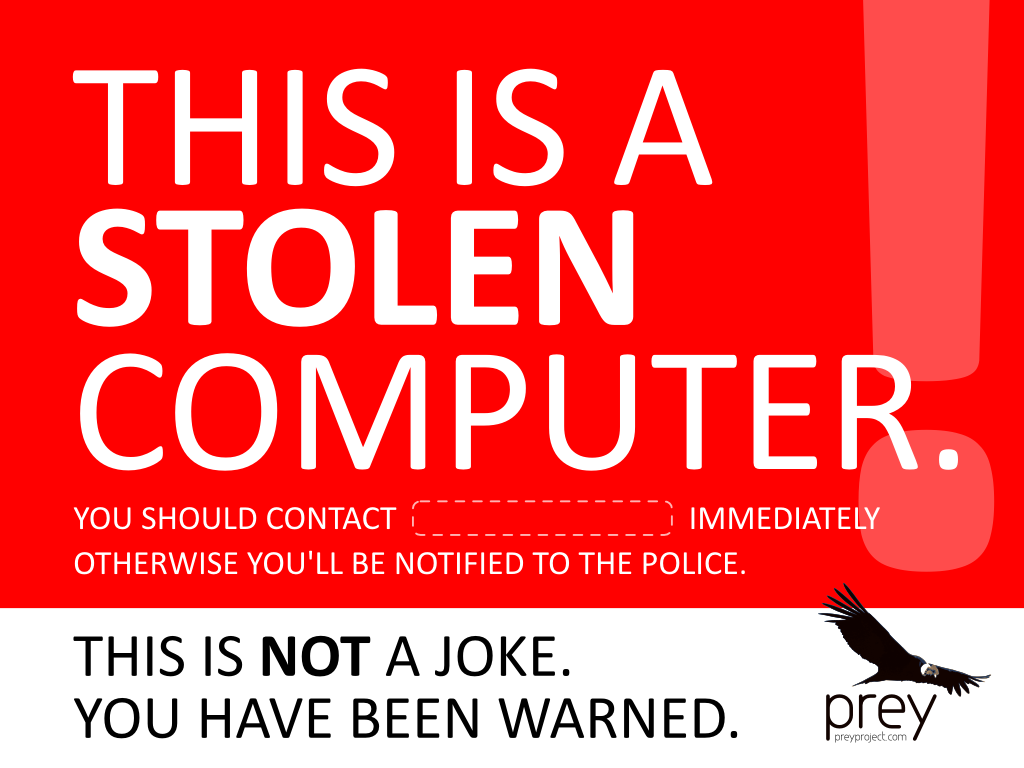 THIS IS A
STOLEN
COMPUTER.
YOU SHOULD CONTACT IMMEDIATELY
OTHERWISE YOU'LL BE NOTIFIED TO THE POLICE.
THIS IS NOT A JOKE.
YOU HAVE BEEN WARNED.
prey
preyproject.com